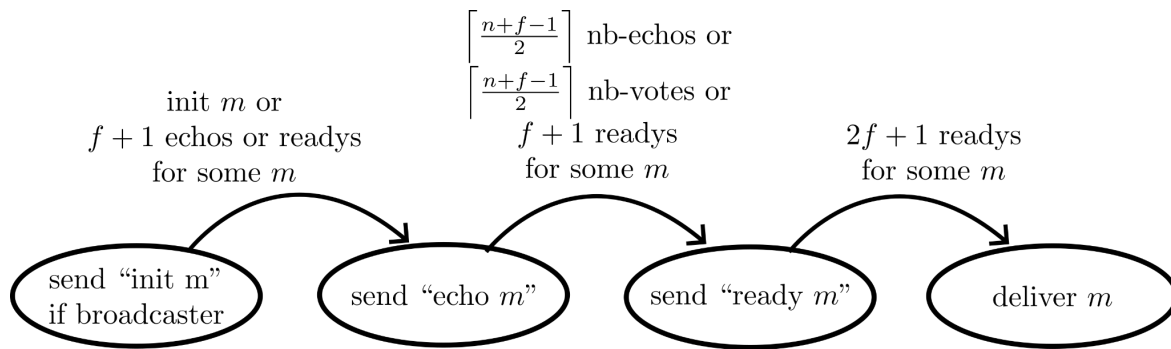 ⌈(n+f−1)/2⌉ nb-echos or
⌈(n+f−1)/2⌉ nb-votes or
init m or
f + 1 echos or readys
for some m
f + 1 readys
for some m
2f + 1 readys
for some m
send “init m”
if broadcaster
send “echo m”
send “ready m”
deliver m